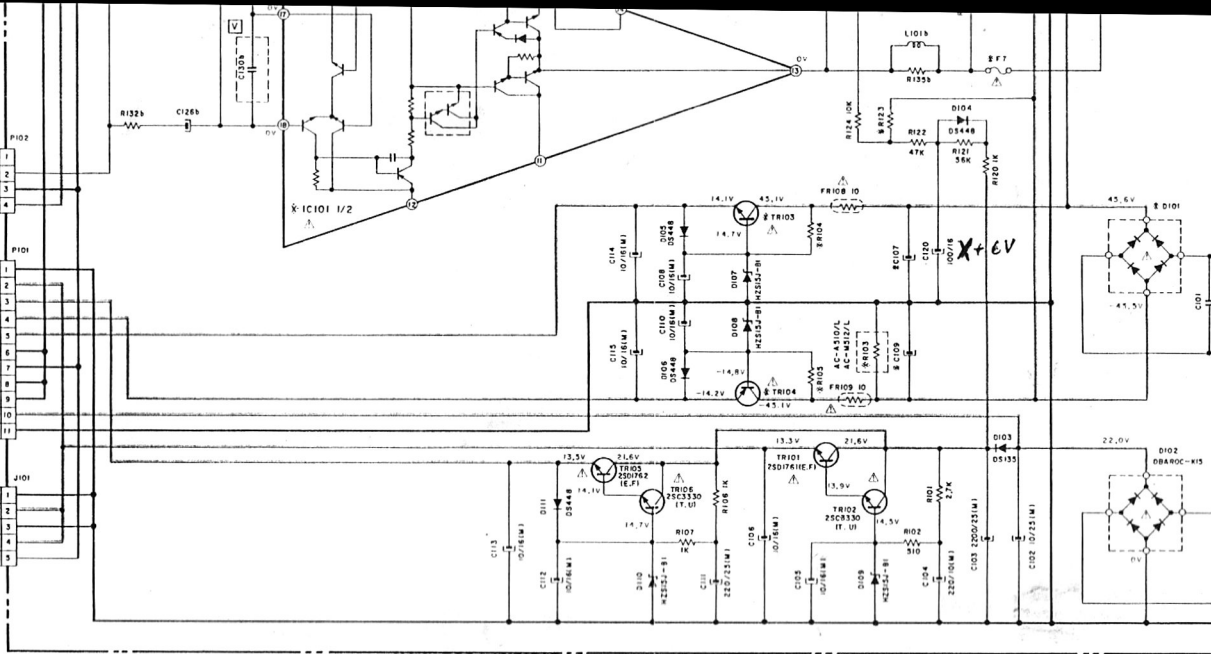 17
0V
14
V
C130b
R132b
C126b
18
0V
13
0V
11
12
※-IC101 1/2
L101b
R135b
※F7
R124 10K
※R123
R122
47K
D104
DS448
R121
56K
R120 1K
P102
1
2
3
4
FR108 10
14.1V
45.1V
※TR103
14.7V
※R104
D105
DS448
C114
10/16(M)
C108
10/16(M)
D107
HZS15J-B1
※C107
C120
100/16
X+6V
45.6V
※D101
-45.5V
C101
P101
1
2
3
4
5
6
7
8
9
10
11
C115
10/16(M)
C110
10/16(M)
D108
HZS15J-B1
D106
DS448
-14.8V
-14.2V
※TR104
-45.1V
※R105
FR109 10
AC-A510/L
AC-M512/L
※R103
※C109
J101
1
2
3
4
5
13.5V
21.6V
TR105
2SD1762
(E.F)
14.1V
TR106
2SC3330
(T.U)
14.7V
D111
DS448
C113
10/16(M)
C112
10/16(M)
D110
HZS15J-B1
R107
1K
R106 1K
C111
220/25(M)
13.3V
21.6V
TR101
2SD1761(E.F)
13.9V
TR102
2SC3330
(T.U)
14.5V
C106
10/16(M)
C105
10/16(M)
D109
HZS15J-B1
R102
510
R101
2.7K
C104
220/10(M)
D103
DS135
C103 2200/25(M)
C102 10/25(M)
22.0V
D102
DBAROC-K15
0V